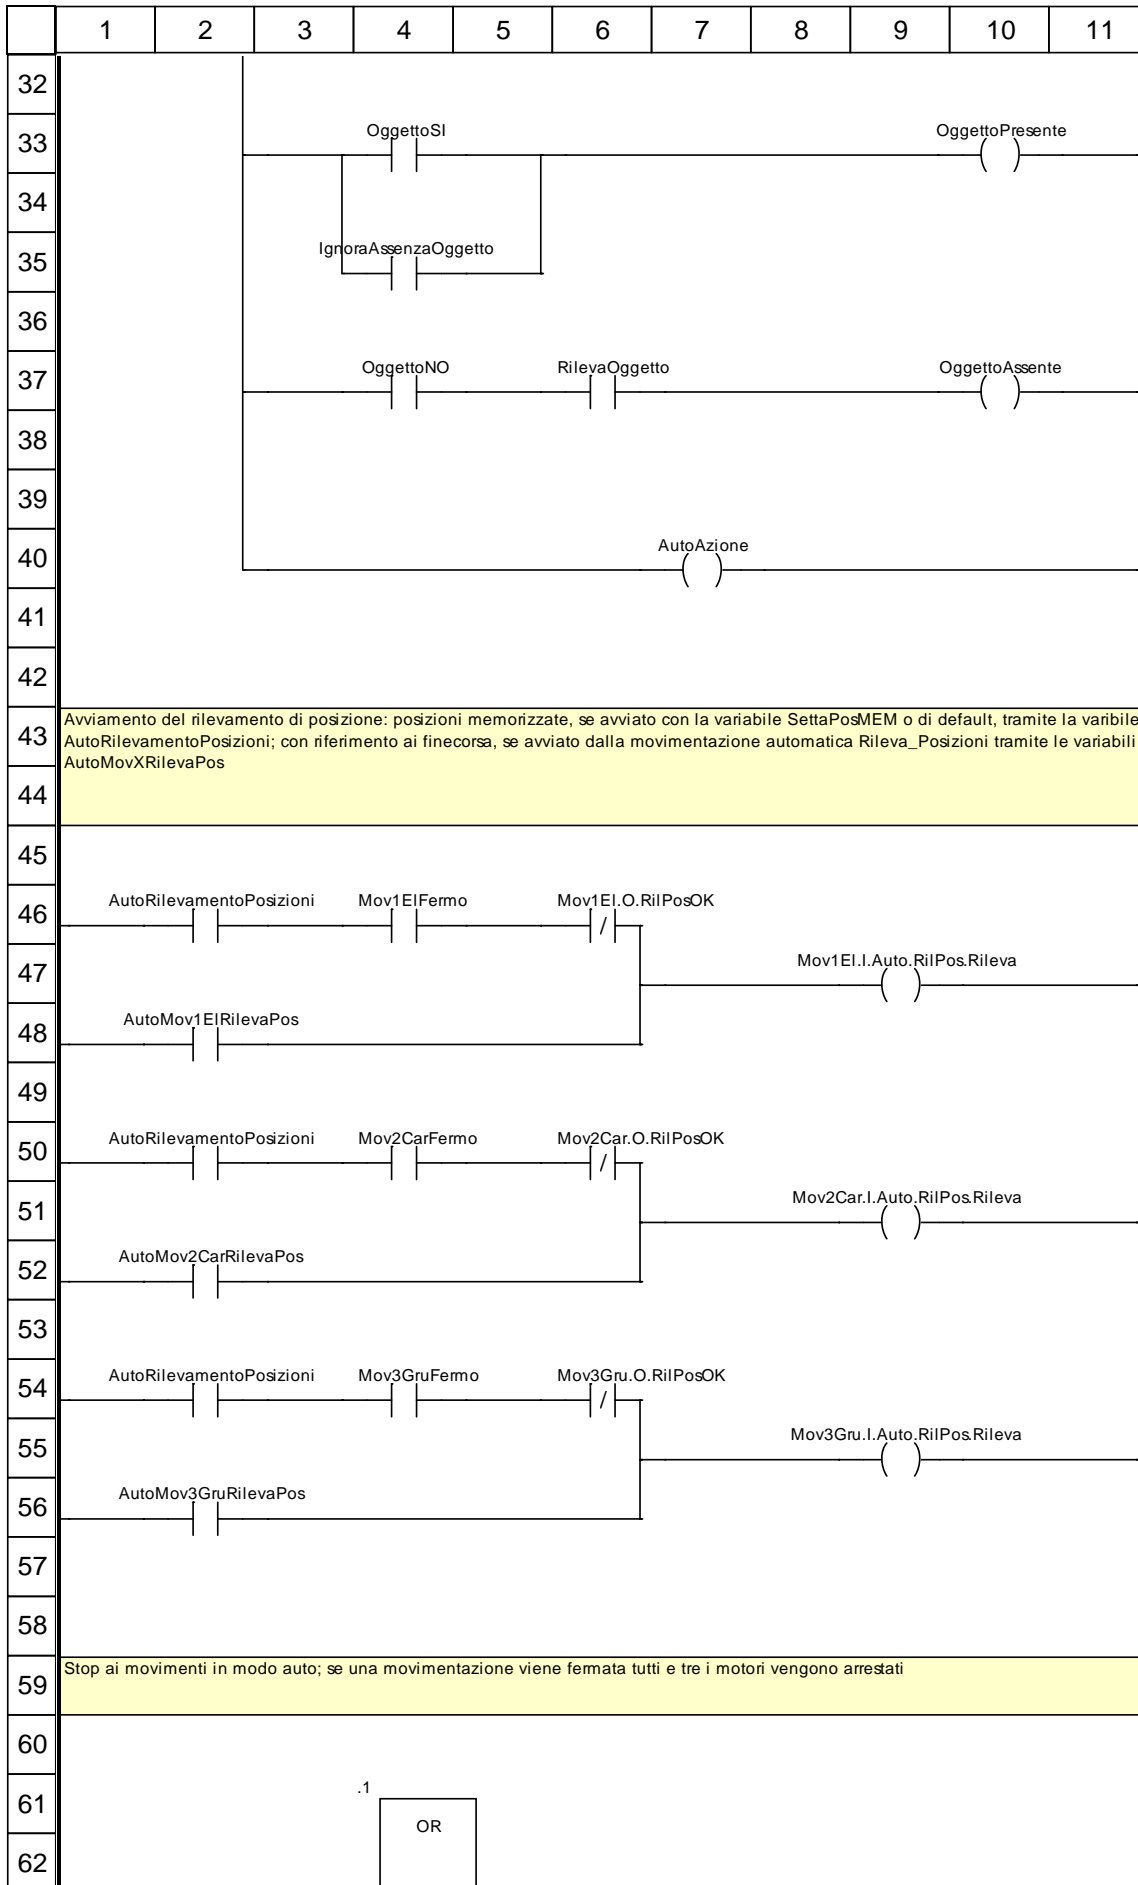 1 2 3 4 5 6 7 8 9 10 11
32
33 OggettoSI OggettoPresente
34
35 IgnoraAssenzaOggetto
36
37 OggettoNO RilevaOggetto OggettoAssente
38
39
40 AutoAzione
41
42
43 Avviamento del rilevamento di posizione: posizioni memorizzate, se avviato con la variabile SettaPosMEM o di default, tramite la varibile
AutoRilevamentoPosizioni; con riferimento ai finecorsa, se avviato dalla movimentazione automatica Rileva_Posizioni tramite le variabili
AutoMovXRilevaPos
44
45
46 AutoRilevamentoPosizioni Mov1ElFermo Mov1El.O.RilPosOK
/
47 Mov1El.I.Auto.RilPos.Rileva
48 AutoMov1ElRilevaPos
49
50 AutoRilevamentoPosizioni Mov2CarFermo Mov2Car.O.RilPosOK
/
51 Mov2Car.I.Auto.RilPos.Rileva
52 AutoMov2CarRilevaPos
53
54 AutoRilevamentoPosizioni Mov3GruFermo Mov3Gru.O.RilPosOK
/
55 Mov3Gru.I.Auto.RilPos.Rileva
56 AutoMov3GruRilevaPos
57
58
59 Stop ai movimenti in modo auto; se una movimentazione viene fermata tutti e tre i motori vengono arrestati
60
61 .1
OR
62